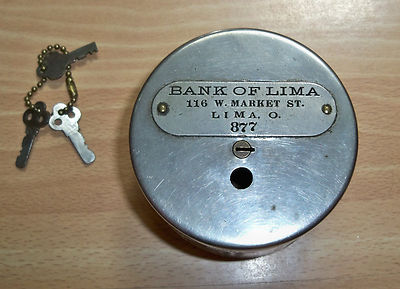 BANK OF LIMA
116 W. MARKET ST.
LIMA, O.
877